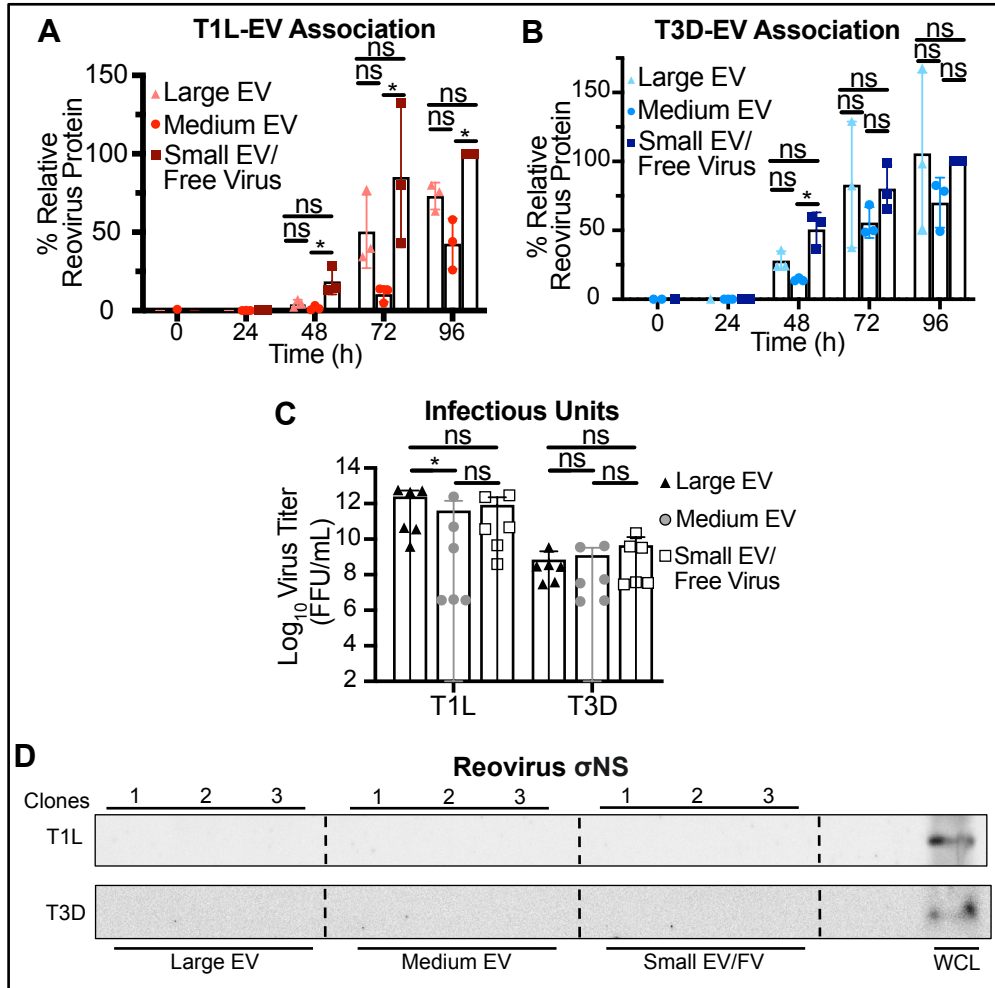 A
T1L-EV Association
% Relative
Reovirus Protein
150
100
50
0
Large EV
Medium EV
Small EV/
Free Virus
ns
ns
*
ns
ns
*
ns
ns
*
0 24 48 72 96
Time (h)
B
T3D-EV Association
% Relative
Reovirus Protein
150
100
50
0
Large EV
Medium EV
Small EV/
Free Virus
ns
ns
*
ns
ns
ns
ns
ns
ns
0 24 48 72 96
Time (h)
C
Infectious Units
Log10 Virus Titer
(FFU/mL)
14
12
10
8
6
4
2
ns
*
ns
ns
ns
ns
T1L T3D
Large EV
Medium EV
Small EV/
Free Virus
D
Reovirus σNS
Clones 1 2 3 1 2 3 1 2 3
T1L
T3D
Large EV Medium EV Small EV/FV WCL